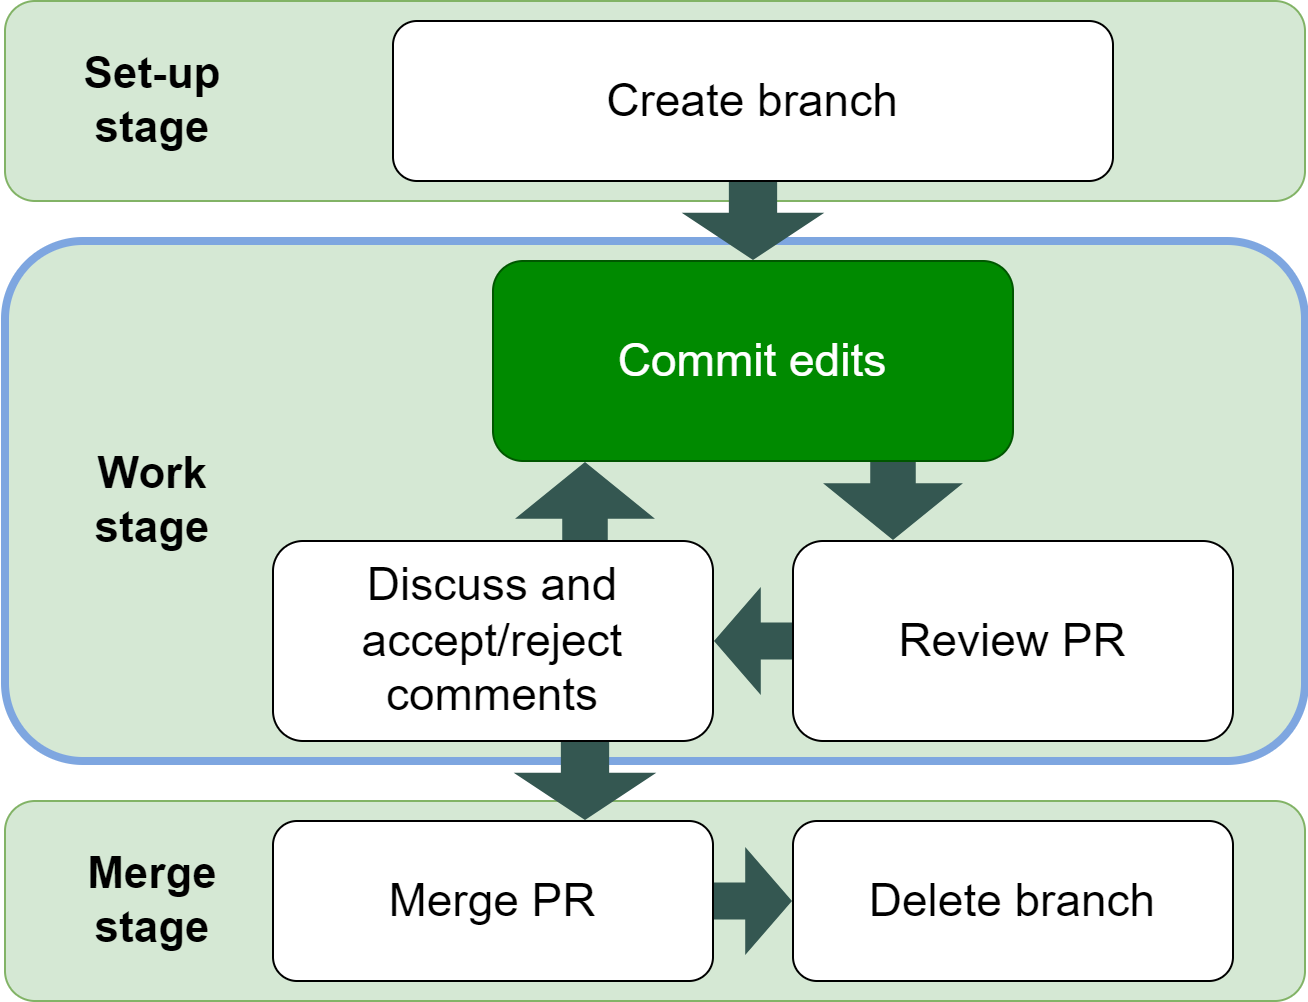 Set-up
stage
Create branch
Commit edits
Work
stage
Discuss and
accept/reject
comments
Review PR
Merge
stage
Merge PR
Delete branch